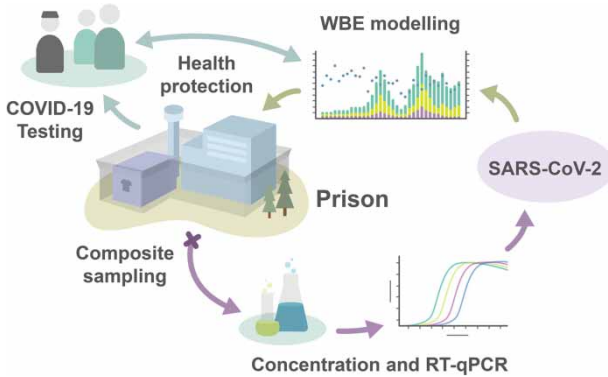 WBE modelling
Health
protection
COVID-19
Testing
SARS-CoV-2
Prison
Composite
sampling
Concentration and RT-qPCR